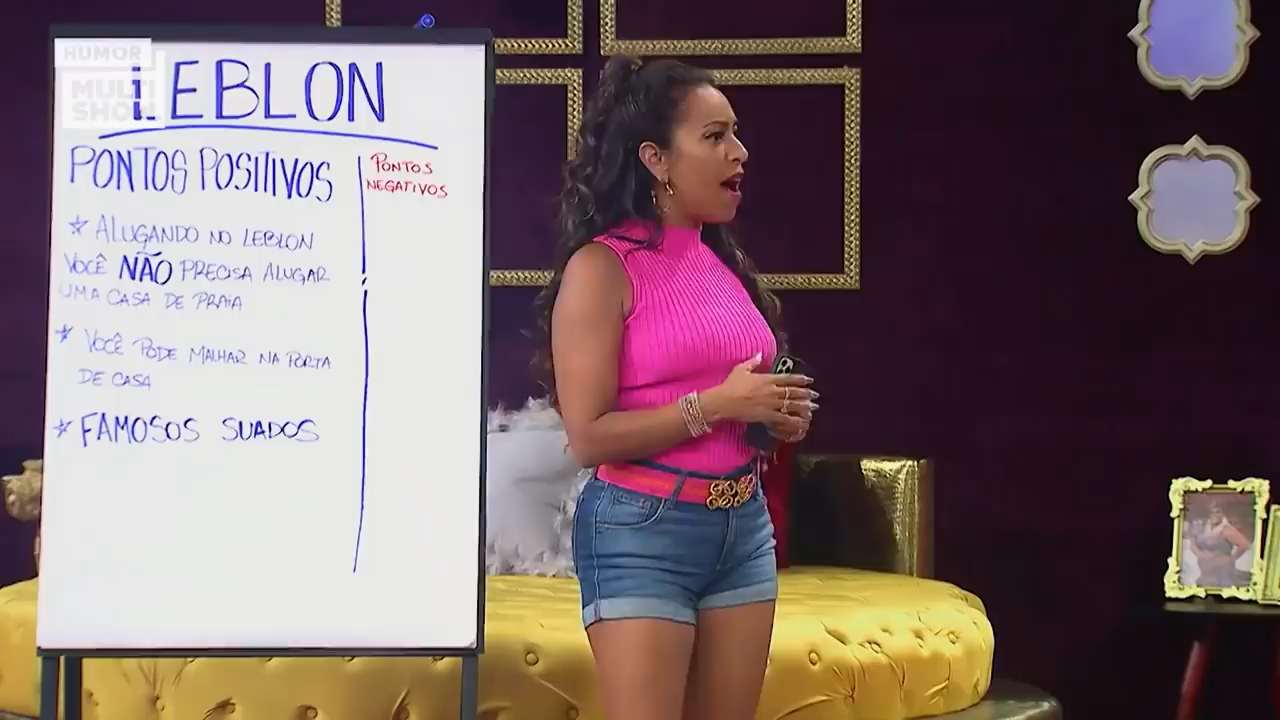 HUMOR
MULTI
SHOW
LEBLON
PONTOS POSITIVOS
PONTOS
NEGATIVOS
* ALUGANDO NO LEBLON
VOCÊ NÃO PRECISA ALUGAR
UMA CASA DE PRAIA
* VOCÊ PODE MALHAR NA PORTA
DE CASA
* FAMOSOS SUADOS